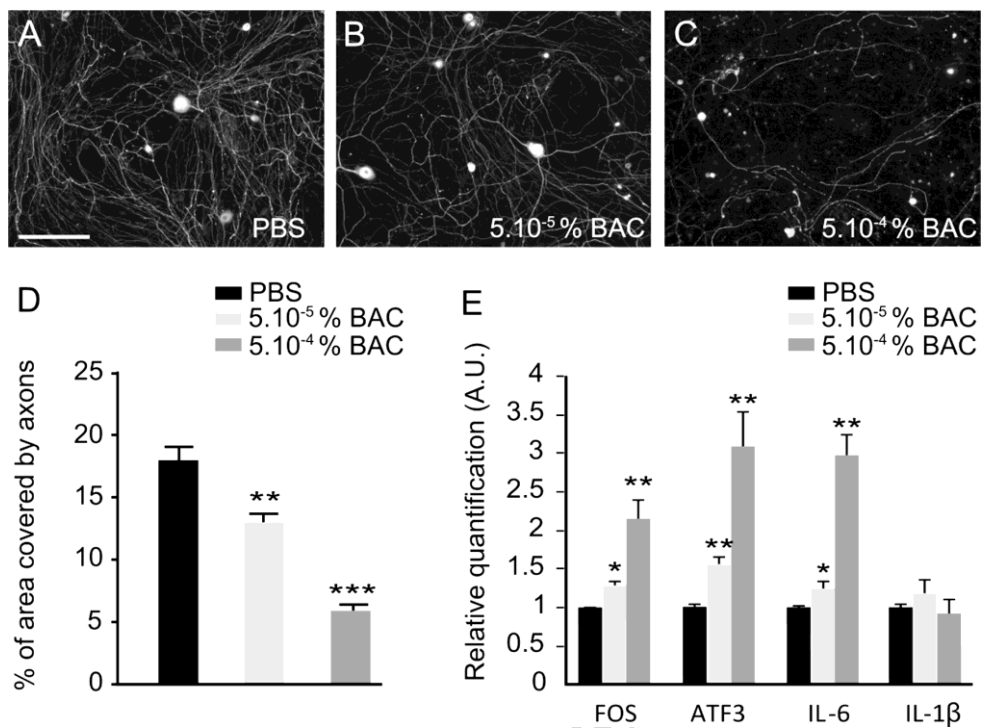 A
PBS
B
5.10⁻⁵ % BAC
C
5.10⁻⁴ % BAC
D
PBS
5.10⁻⁵ % BAC
5.10⁻⁴ % BAC
% of area covered by axons
25
20
15
10
5
0
**
***
E
PBS
5.10⁻⁵ % BAC
5.10⁻⁴ % BAC
Relative quantification (A.U.)
4
3.5
3
2.5
2
1.5
1
0.5
0
*
**
**
**
*
**
FOS ATF3 IL-6 IL-1β